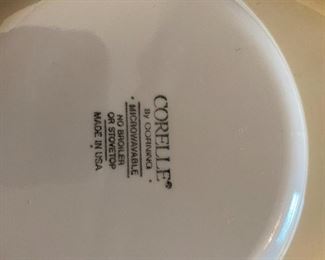 CORELLE®
By CORNING
• MICROWAVABLE •
NO BROILER
OR STOVETOP
MADE IN USA